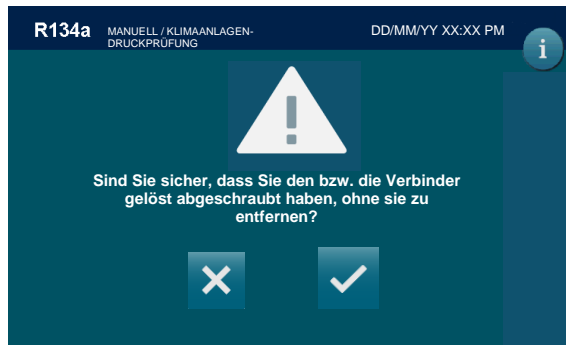 R134a MANUELL / KLIMAANLAGEN- DD/MM/YY XX:XX PM
DRUCKPRÜFUNG
i
Sind Sie sicher, dass Sie den bzw. die Verbinder
gelöst abgeschraubt haben, ohne sie zu
entfernen?